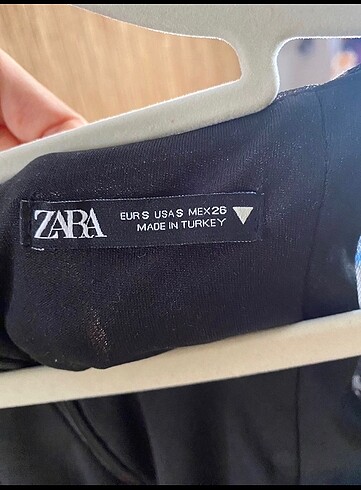 ZARA
EUR S USA S MEX 26
MADE IN TURKEY